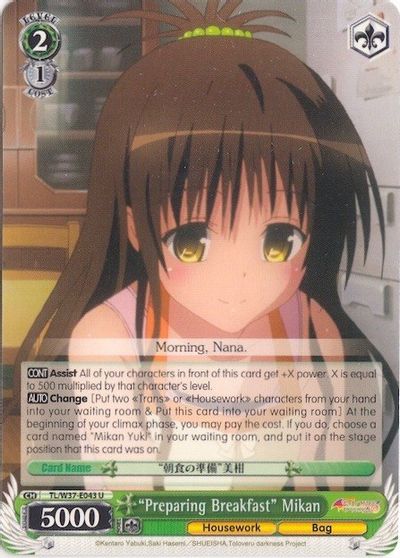 LEVEL
2
1
COST
Morning, Nana.
CONT Assist All of your characters in front of this card get +X power. X is equal
to 500 multiplied by that character's level.
AUTO Change [Put two «Trans» or «Housework» characters from your hand
into your waiting room & Put this card into your waiting room] At the
beginning of your climax phase, you may pay the cost. If you do, choose a
card named "Mikan Yuki" in your waiting room, and put it on the stage
position that this card was on.
Card Name "朝食の準備"美柑
CH TL/W37-E043 U
5000 "Preparing Breakfast" Mikan
Housework Bag
©Kentaro Yabuki,Saki Hasemi／SHUEISHA,Toloveru darkness Project